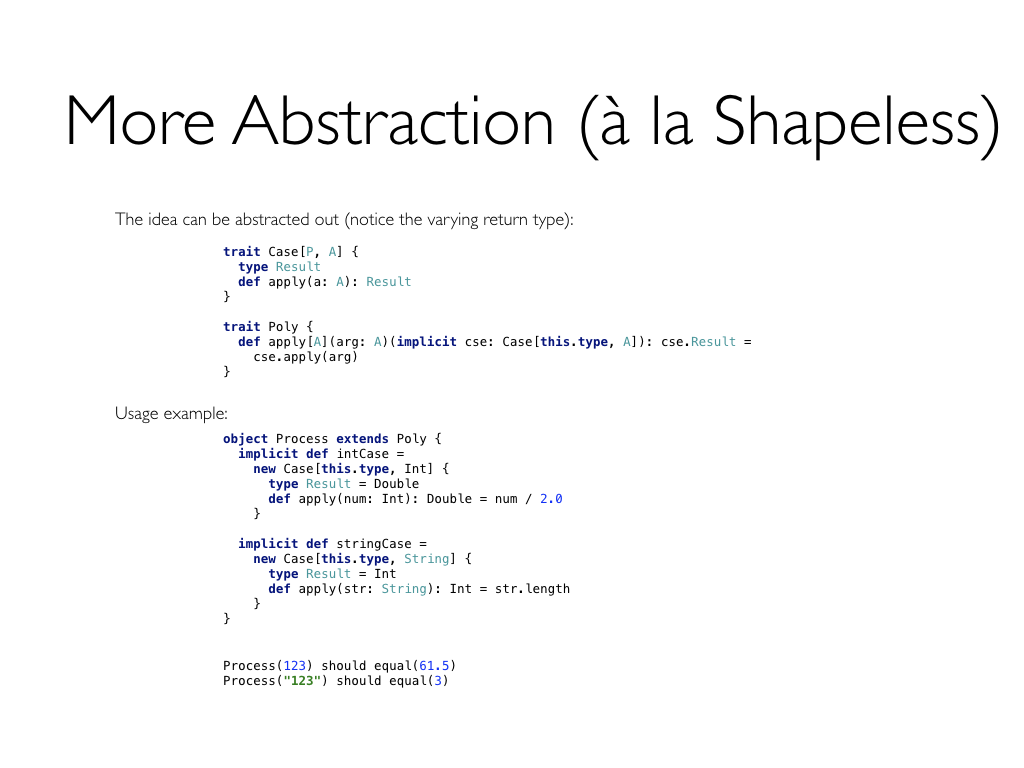 More Abstraction (à la Shapeless)
The idea can be abstracted out (notice the varying return type):
trait Case[P, A] {
  type Result
  def apply(a: A): Result
}
trait Poly {
  def apply[A](arg: A)(implicit cse: Case[this.type, A]): cse.Result =
    cse.apply(arg)
}
Usage example:
object Process extends Poly {
  implicit def intCase =
    new Case[this.type, Int] {
      type Result = Double
      def apply(num: Int): Double = num / 2.0
    }
  implicit def stringCase =
    new Case[this.type, String] {
      type Result = Int
      def apply(str: String): Int = str.length
    }
}
Process(123) should equal(61.5)
Process("123") should equal(3)